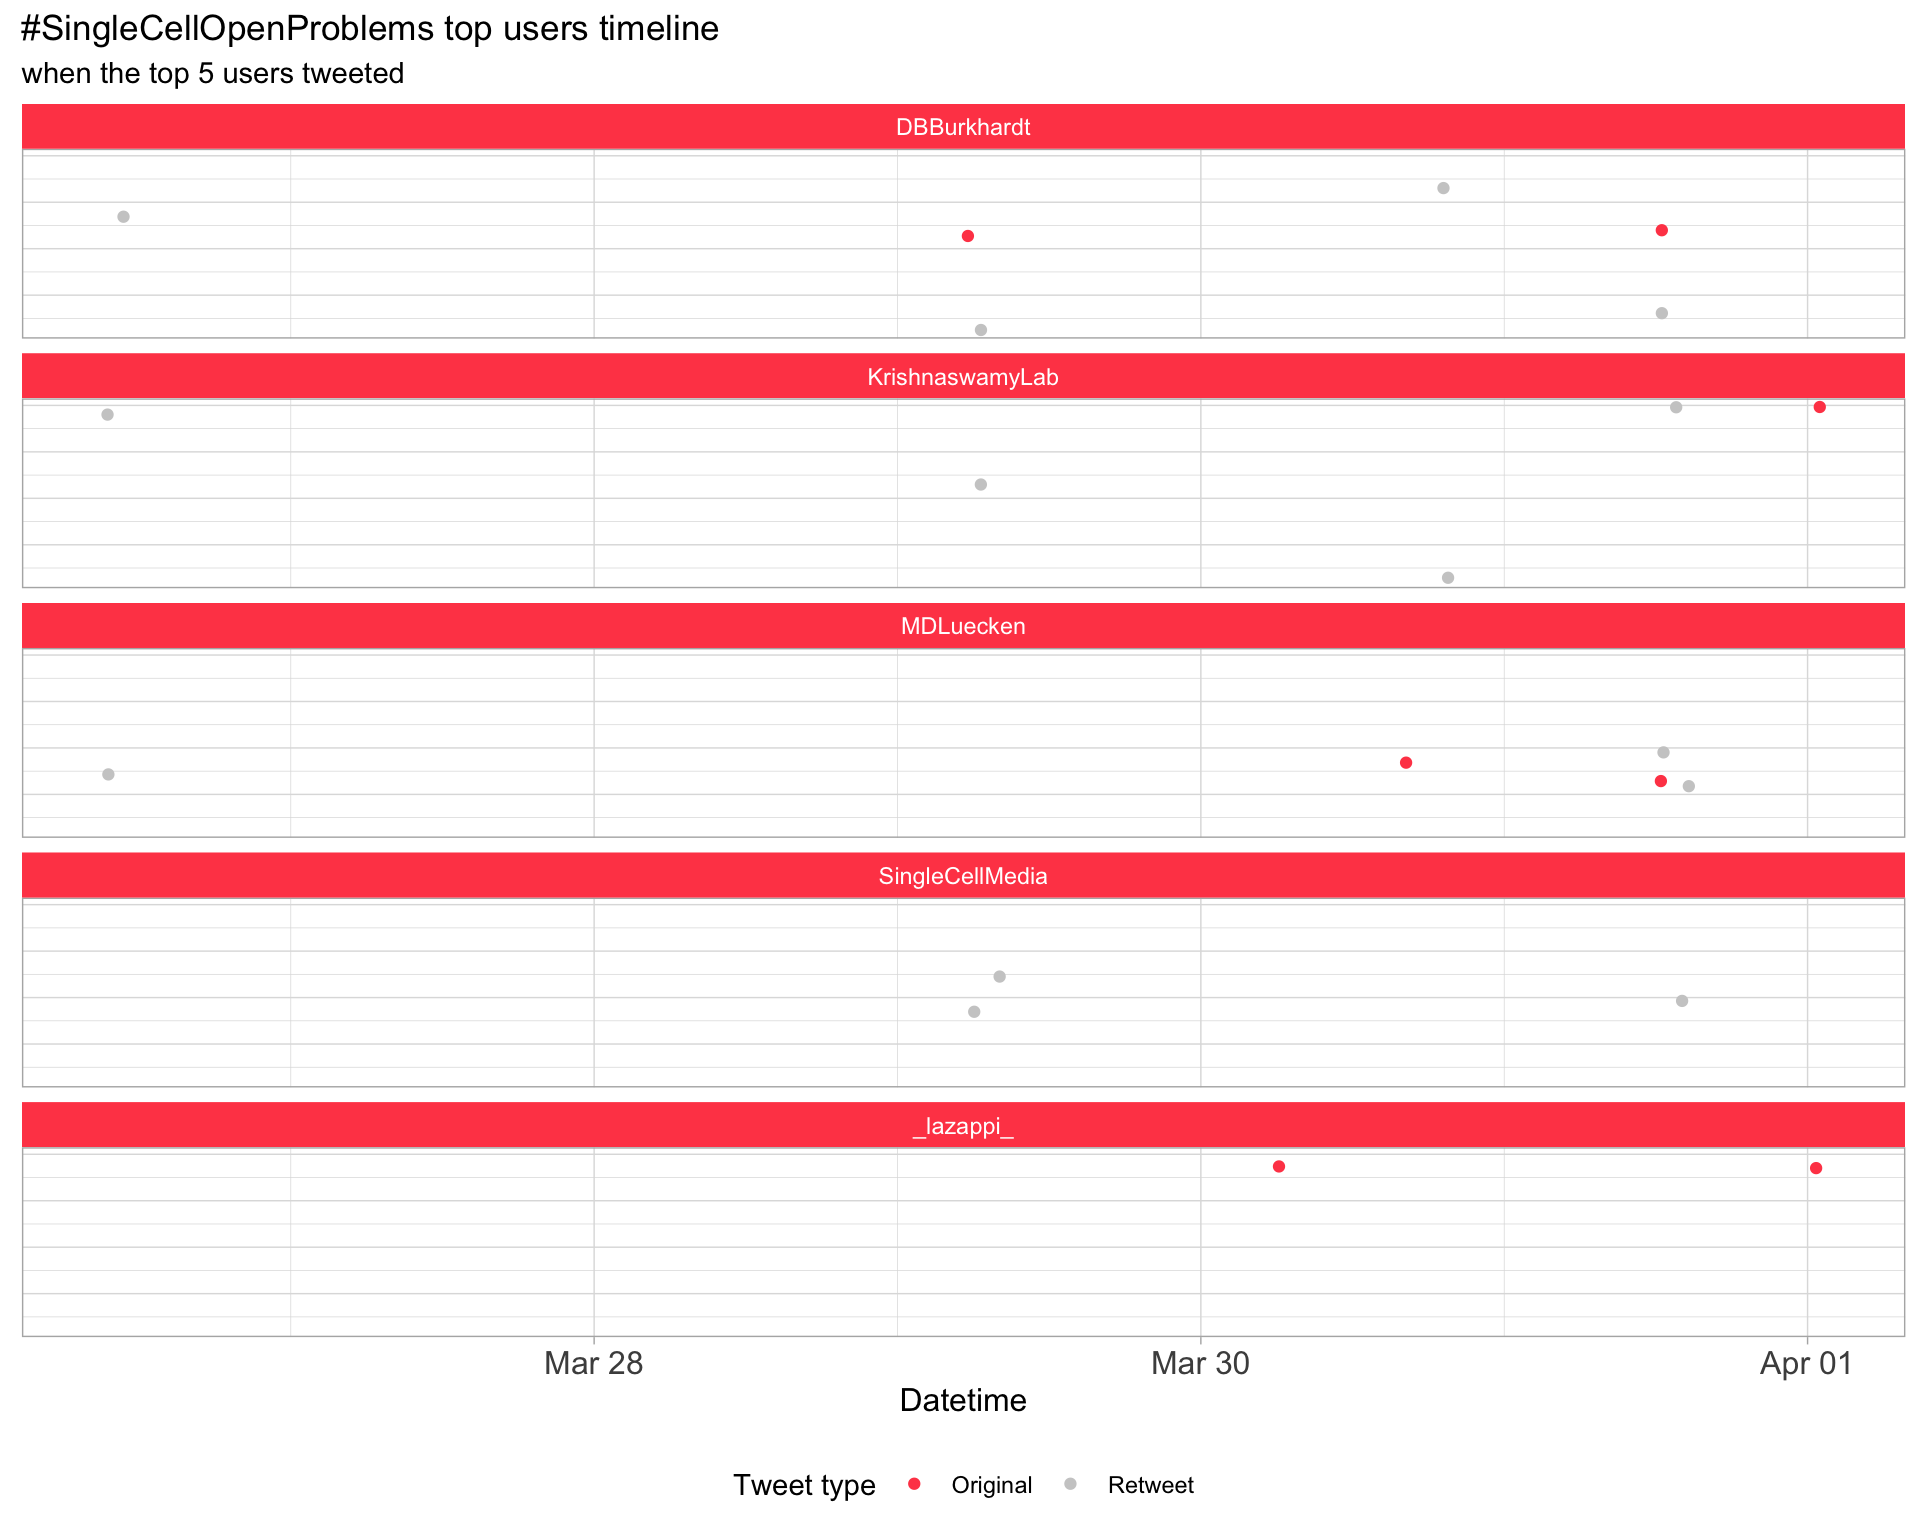 #SingleCellOpenProblems top users timeline
when the top 5 users tweeted
DBBurkhardt
KrishnaswamyLab
MDLuecken
SingleCellMedia
_lazappi_
Mar 28 Mar 30 Apr 01
Datetime
Tweet type Original Retweet